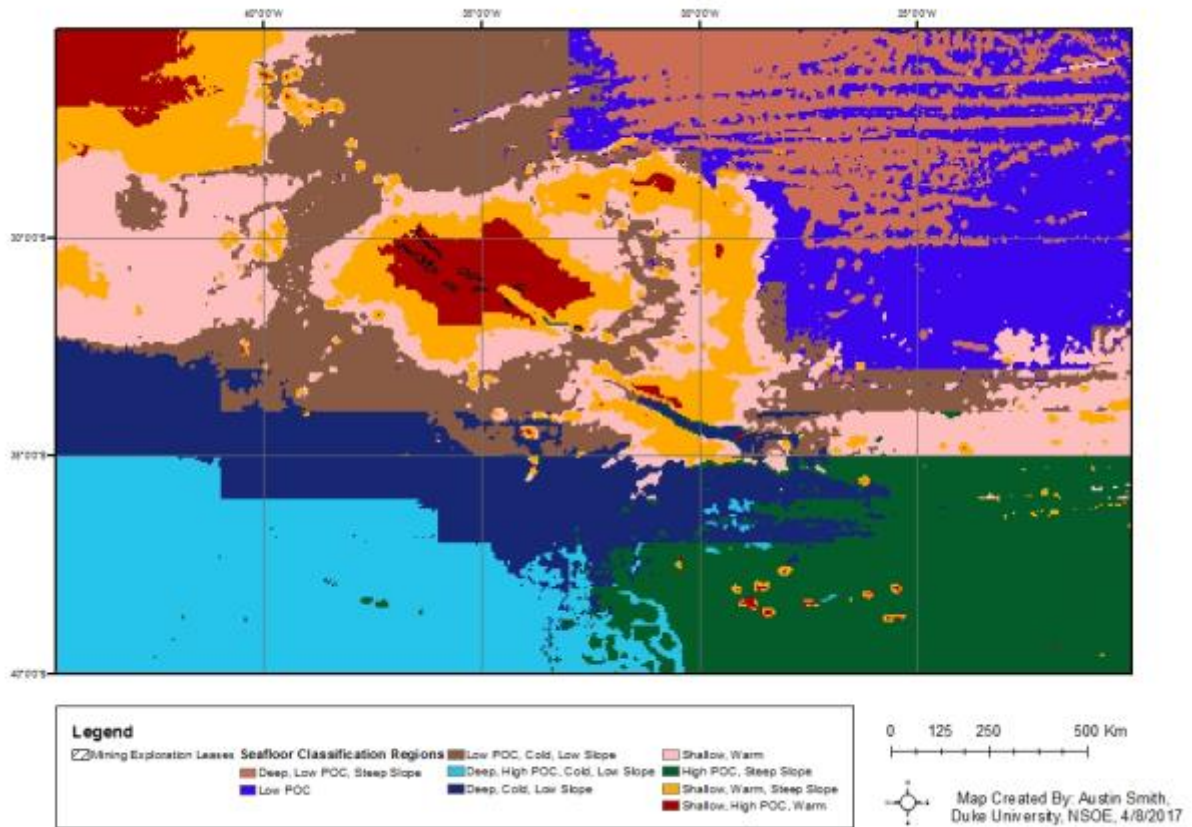 40°0'0"W 35°0'0"W 30°0'0"W 25°0'0"W
30°0'0"S
35°0'0"S
40°0'0"S
Legend
Mining Exploration Leases
Seafloor Classification Regions
Deep, Low POC, Steep Slope
Low POC
Low POC, Cold, Low Slope
Deep, High POC, Cold, Low Slope
Deep, Cold, Low Slope
Shallow, Warm
High POC, Steep Slope
Shallow, Warm, Steep Slope
Shallow, High POC, Warm
0 125 250 500 Km
Map Created By: Austin Smith,
Duke University, NSOE, 4/8/2017